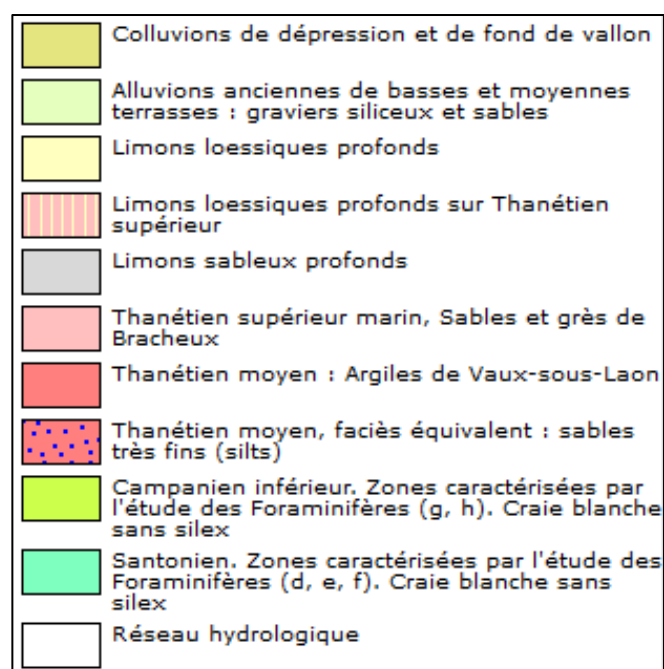 Colluvions de dépression et de fond de vallon
Alluvions anciennes de basses et moyennes
terrasses : graviers siliceux et sables
Limons loessiques profonds
Limons loessiques profonds sur Thanétien
supérieur
Limons sableux profonds
Thanétien supérieur marin, Sables et grès de
Bracheux
Thanétien moyen : Argiles de Vaux-sous-Laon
Thanétien moyen, faciès équivalent : sables
très fins (silts)
Campanien inférieur. Zones caractérisées par
l'étude des Foraminifères (g, h). Craie blanche
sans silex
Santonien. Zones caractérisées par l'étude des
Foraminifères (d, e, f). Craie blanche sans
silex
Réseau hydrologique